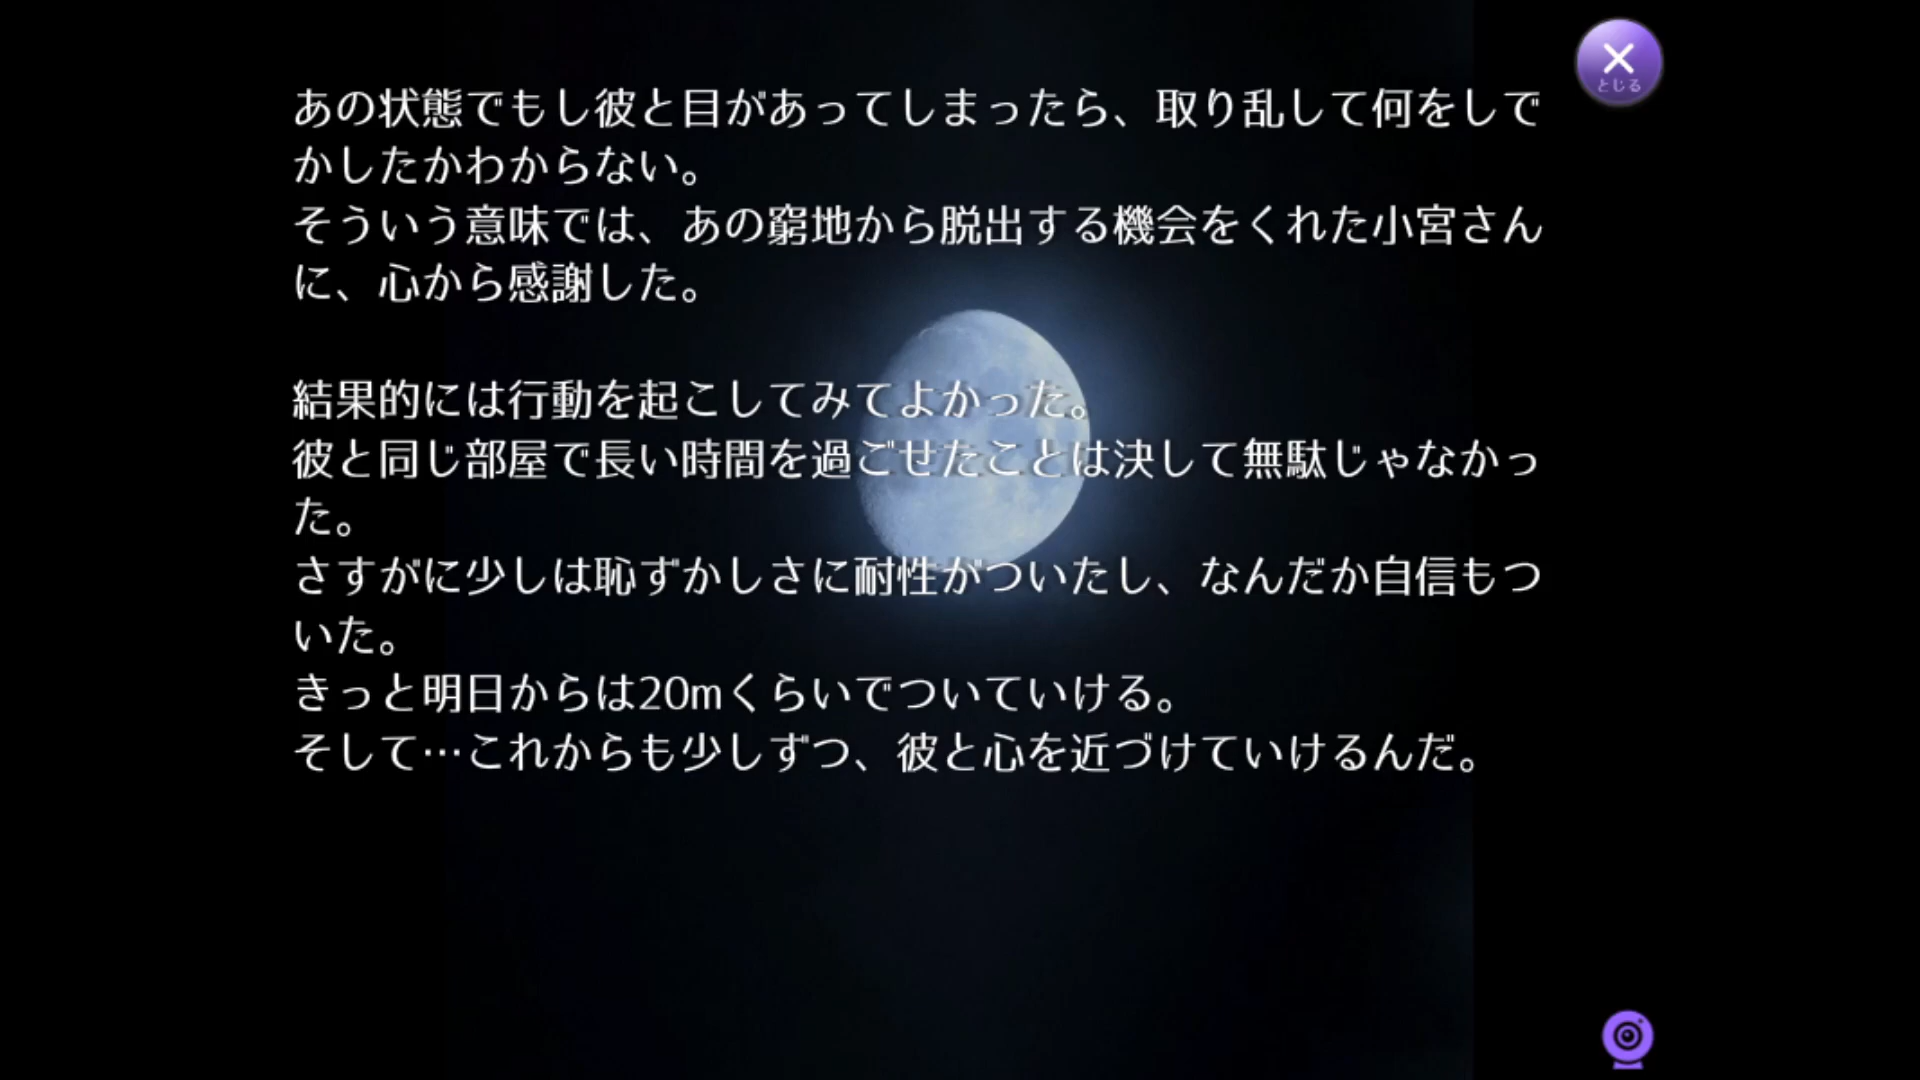 とじる
あの状態でもし彼と目があってしまったら、取り乱して何をしで
かしたかわからない。
そういう意味では、あの窮地から脱出する機会をくれた小宮さん
に、心から感謝した。
結果的には行動を起こしてみてよかった。
彼と同じ部屋で長い時間を過ごせたことは決して無駄じゃなかっ
た。
さすがに少しは恥ずかしさに耐性がついたし、なんだか自信もつ
いた。
きっと明日からは20mくらいでついていける。
そして…これからも少しずつ、彼と心を近づけていけるんだ。